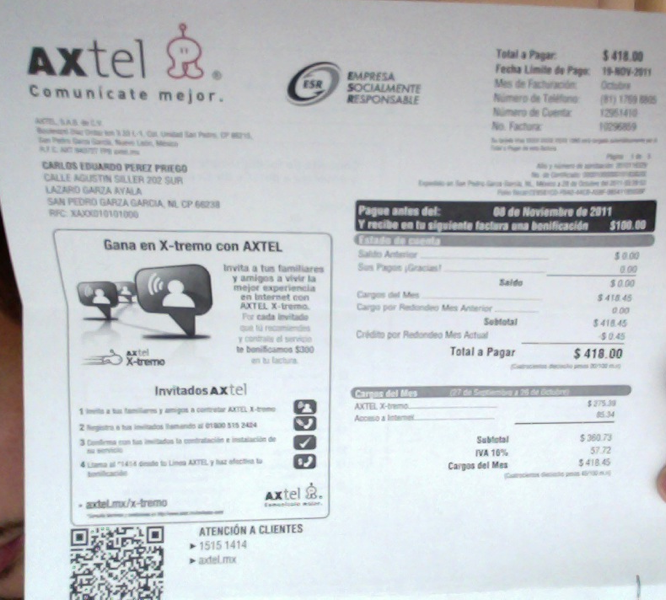 AXtel
Comunícate mejor.
ESR
EMPRESA
SOCIALMENTE
RESPONSABLE
Total a Pagar: $ 418.00
Fecha Límite de Pago: 19-NOV-2011
Mes de Facturación: Octubre
Número de Teléfono: (81) 1769
Número de Cuenta:
No. Factura: 10296859
AXTEL, S.A.B. de C.V.
San Pedro Garza García, Nuevo León, México
CARLOS EDUARDO PEREZ PRIEGO
CALLE AGUSTIN SILLER 202 SUR
LAZARO GARZA AYALA
SAN PEDRO GARZA GARCIA, NL CP 66238
RFC: XAXX010101000
Pague antes del: 08 de Noviembre de 2011
Y recibe en tu siguiente factura una bonificación $100.00
Estado de cuenta
Saldo Anterior $ 0.00
Sus Pagos ¡Gracias! 0.00
Saldo $ 0.00
Cargos del Mes $ 418.45
Cargo por Redondeo Mes Anterior 0.00
Subtotal $ 418.45
Crédito por Redondeo Mes Actual -$ 0.45
Total a Pagar $ 418.00
Cargos del Mes (27 de Septiembre a 26 de Octubre)
AXTEL X-tremo $ 275.39
Acceso a Internet 85.34
Subtotal $ 360.73
IVA 16% 57.72
Cargos del Mes $ 418.45
Gana en X-tremo con AXTEL
Invita a tus familiares
y amigos a vivir la
mejor experiencia
en Internet con
AXTEL X-tremo.
Por cada invitado
que tú recomiendes
y contrate el servicio
te bonificamos $300
en tu factura.
axtel
X-tremo
Invitados AXtel
1 Invita a tus familiares y amigos a contratar AXTEL X-tremo
2 Registra a tus invitados llamando al 01800 515 2424
3 Confirma con tus invitados la contratación e instalación de
su servicio
4 Llama al *1414 desde tu Línea AXTEL y haz efectiva tu
bonificación
axtel.mx/x-tremo
AXtel
Comunícate mejor.
ATENCIÓN A CLIENTES
1515 1414
axtel.mx